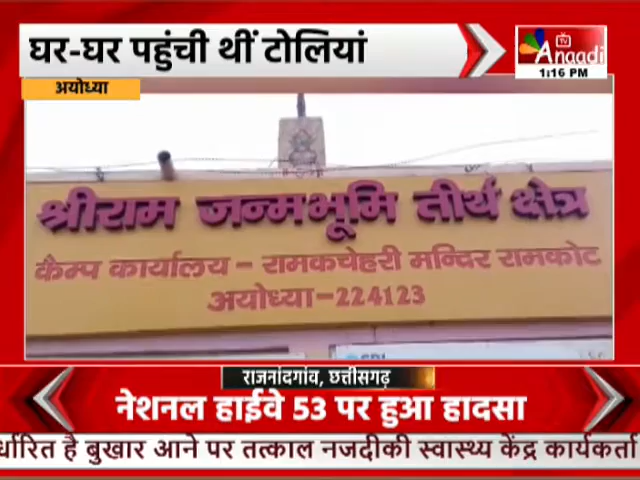 घर-घर पहुंची थीं टोलियां
TV
Anaadi
1:16 PM
अयोध्या
श्रीराम जन्मभूमि तीर्थ क्षेत्र
कैम्प कार्यालय - रामकचेहरी मन्दिर रामकोट
अयोध्या-224123
राजनांदगांव, छत्तीसगढ़
नेशनल हाईवे 53 पर हुआ हादसा
र्धारित है बुखार आने पर तत्काल नजदीकी स्वास्थ्य केंद्र कार्यकर्ता